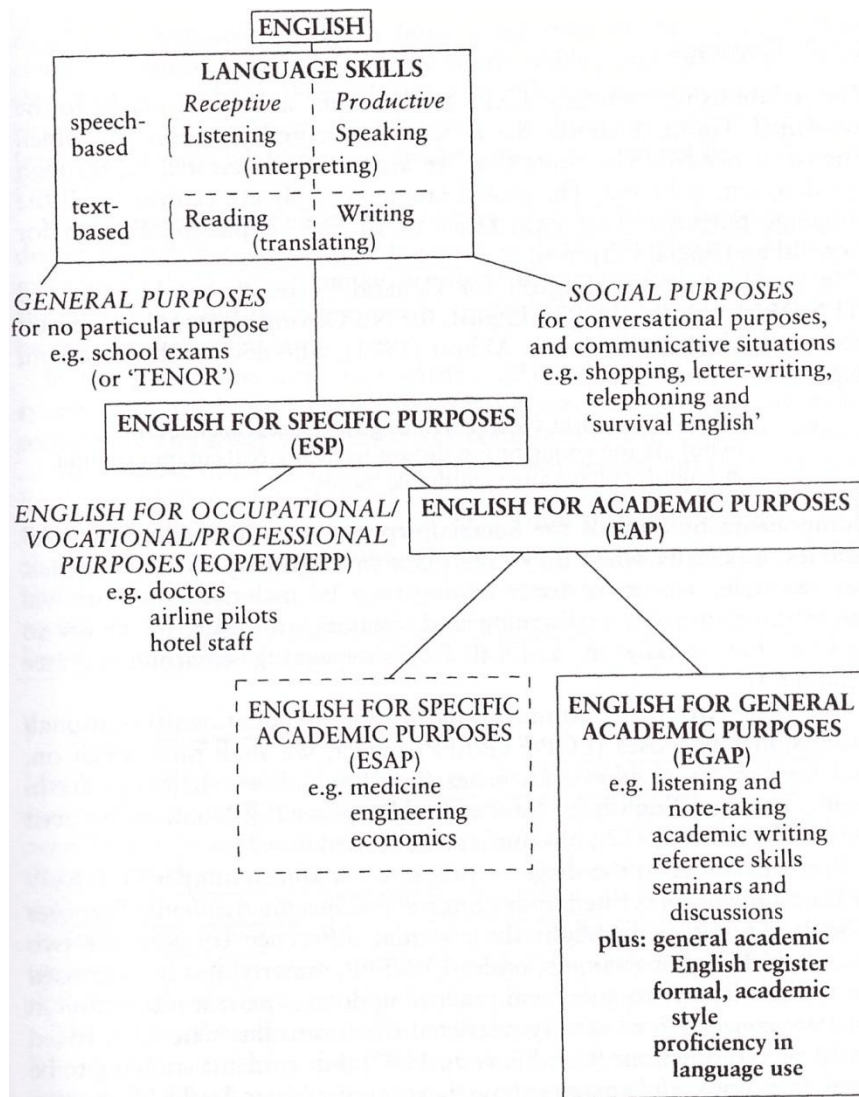 ENGLISH
LANGUAGE SKILLS
Receptive Productive
speech-
based
Listening Speaking
(interpreting)
text-
based
Reading Writing
(translating)
GENERAL PURPOSES
for no particular purpose
e.g. school exams
(or 'TENOR')
SOCIAL PURPOSES
for conversational purposes,
and communicative situations
e.g. shopping, letter-writing,
telephoning and
'survival English'
ENGLISH FOR SPECIFIC PURPOSES
(ESP)
ENGLISH FOR OCCUPATIONAL/
VOCATIONAL/PROFESSIONAL
PURPOSES (EOP/EVP/EPP)
e.g. doctors
airline pilots
hotel staff
ENGLISH FOR ACADEMIC PURPOSES
(EAP)
ENGLISH FOR SPECIFIC
ACADEMIC PURPOSES
(ESAP)
e.g. medicine
engineering
economics
ENGLISH FOR GENERAL
ACADEMIC PURPOSES
(EGAP)
e.g. listening and
note-taking
academic writing
reference skills
seminars and
discussions
plus: general academic
English register
formal, academic
style
proficiency in
language use